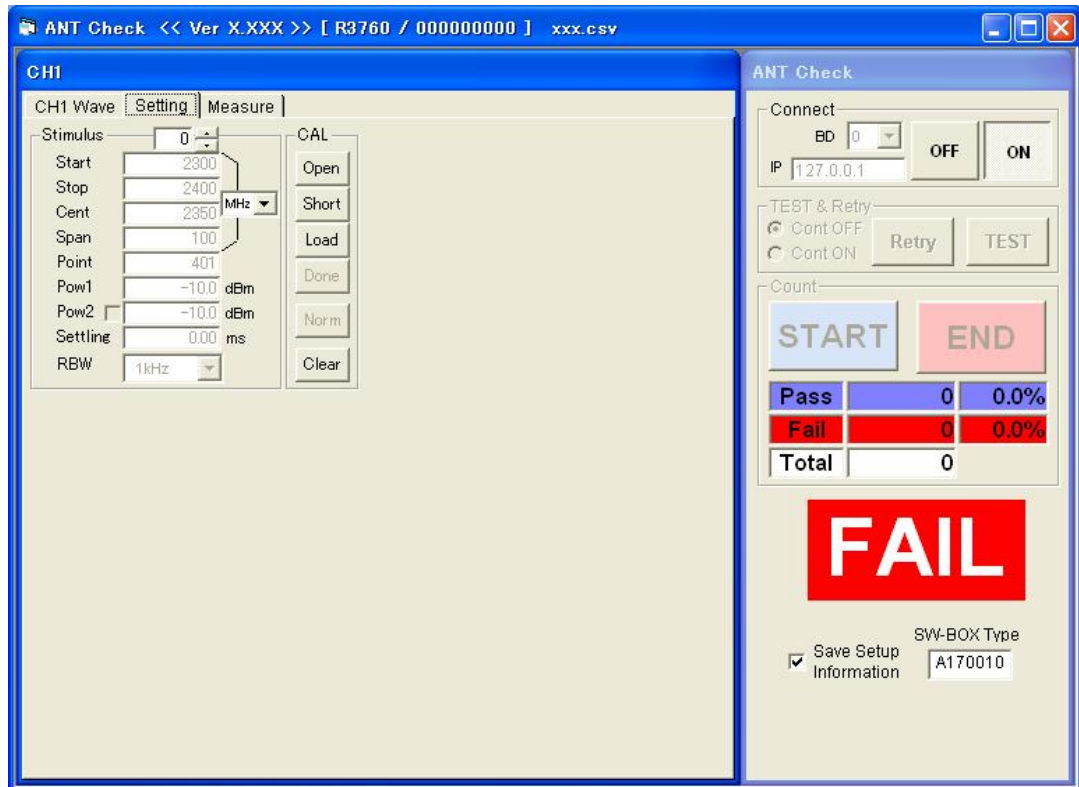 ANT Check << Ver X.XXX >> [ R3760 / 000000000 ] xxx.csv
CH1
CH1 Wave Setting Measure
Stimulus 0
Start 2300
Stop 2400
Cent 2350
MHz
Span 100
Point 401
Pow1 -10.0 dBm
Pow2 -10.0 dBm
Settling 0.00 ms
RBW 1kHz
CAL
Open
Short
Load
Done
Norm
Clear
ANT Check
Connect
BD 0
IP 127.0.0.1
OFF ON
TEST & Retry
Cont OFF
Cont ON
Retry TEST
Count
START END
Pass 0 0.0%
Fail 0 0.0%
Total 0
FAIL
Save Setup
Information
SW-BOX Type
A170010